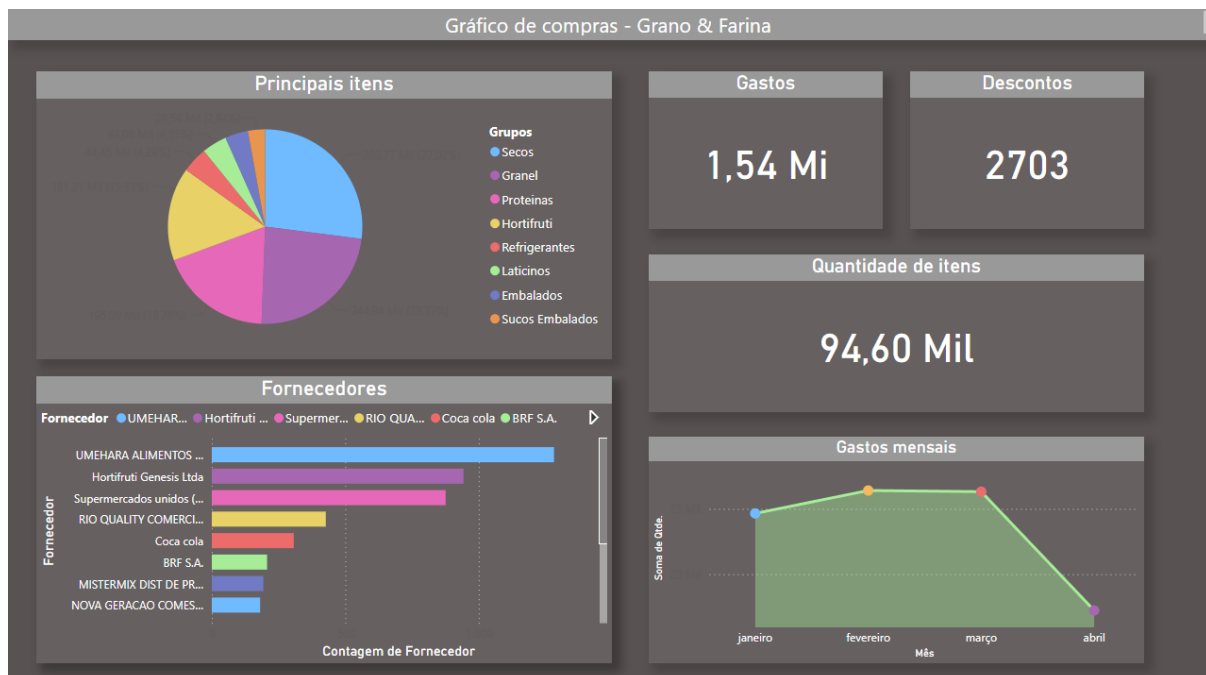 Gráfico de compras - Grano & Farina
Principais itens
Grupos
Secos
Granel
Proteinas
Hortifruti
Refrigerantes
Laticinos
Embalados
Sucos Embalados
Gastos
1,54 Mi
Descontos
2703
Quantidade de itens
94,60 Mil
Fornecedores
Fornecedor UMEHAR... Hortifruti ... Supermer... RIO QUA... Coca cola BRF S.A.
Fornecedor
UMEHARA ALIMENTOS ...
Hortifruti Genesis Ltda
Supermercados unidos (...
RIO QUALITY COMERCI...
Coca cola
BRF S.A.
MISTERMIX DIST DE PR...
NOVA GERACAO COMES...
Contagem de Fornecedor
Gastos mensais
Soma de Qtde.
janeiro fevereiro março abril
Mês